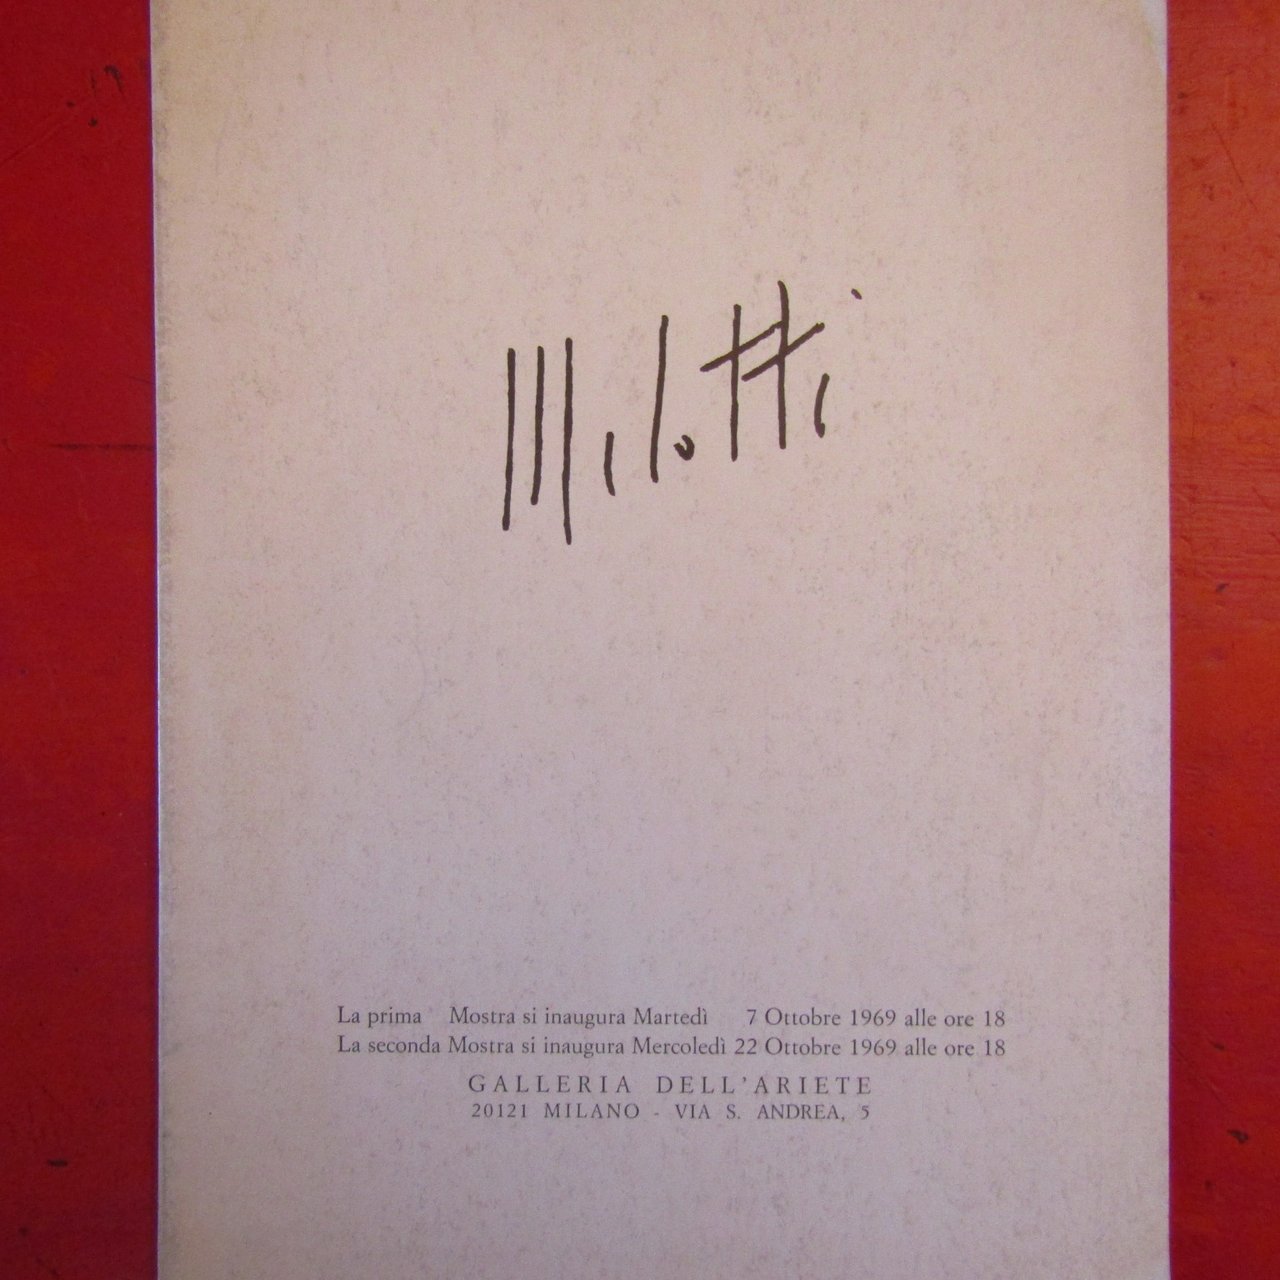 Melotti
La prima Mostra si inaugura Martedì 7 Ottobre 1969 alle ore 18
La seconda Mostra si inaugura Mercoledì 22 Ottobre 1969 alle ore 18
GALLERIA DELL'ARIETE
20121 MILANO - VIA S. ANDREA, 5